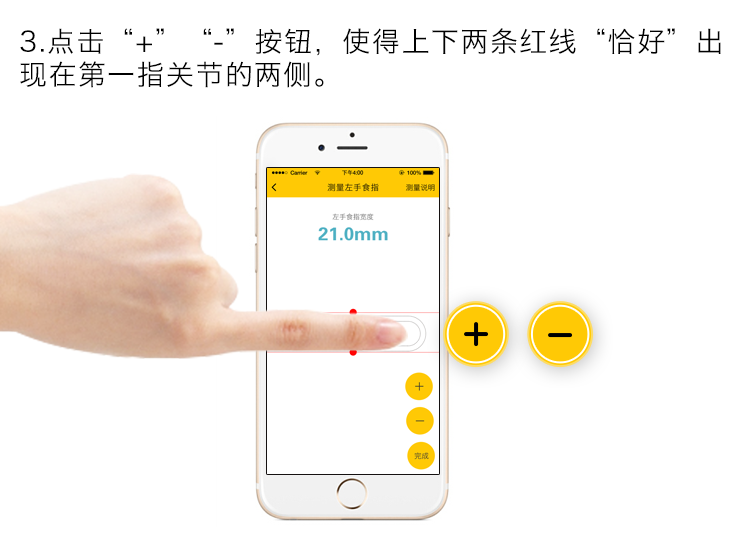 3.点击“+”“-”按钮，使得上下两条红线“恰好”出
现在第一指关节的两侧。
Carrier 下午4:00 100%
测量左手食指 测量说明
左手食指宽度
21.0mm
+ −
+
−
完成